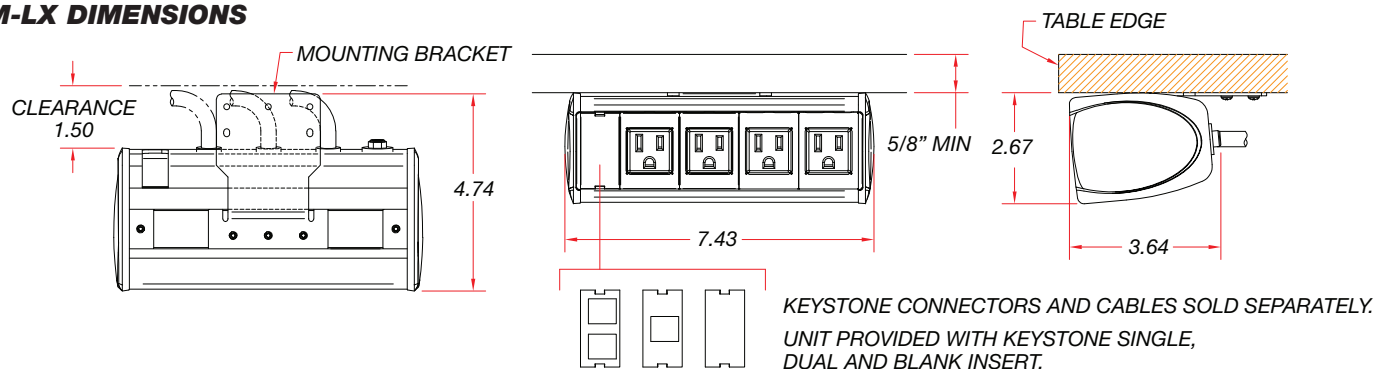 M-LX DIMENSIONS
MOUNTING BRACKET
CLEARANCE
1.50
4.74
5/8" MIN
7.43
TABLE EDGE
2.67
3.64
KEYSTONE CONNECTORS AND CABLES SOLD SEPARATELY.
UNIT PROVIDED WITH KEYSTONE SINGLE,
DUAL AND BLANK INSERT.